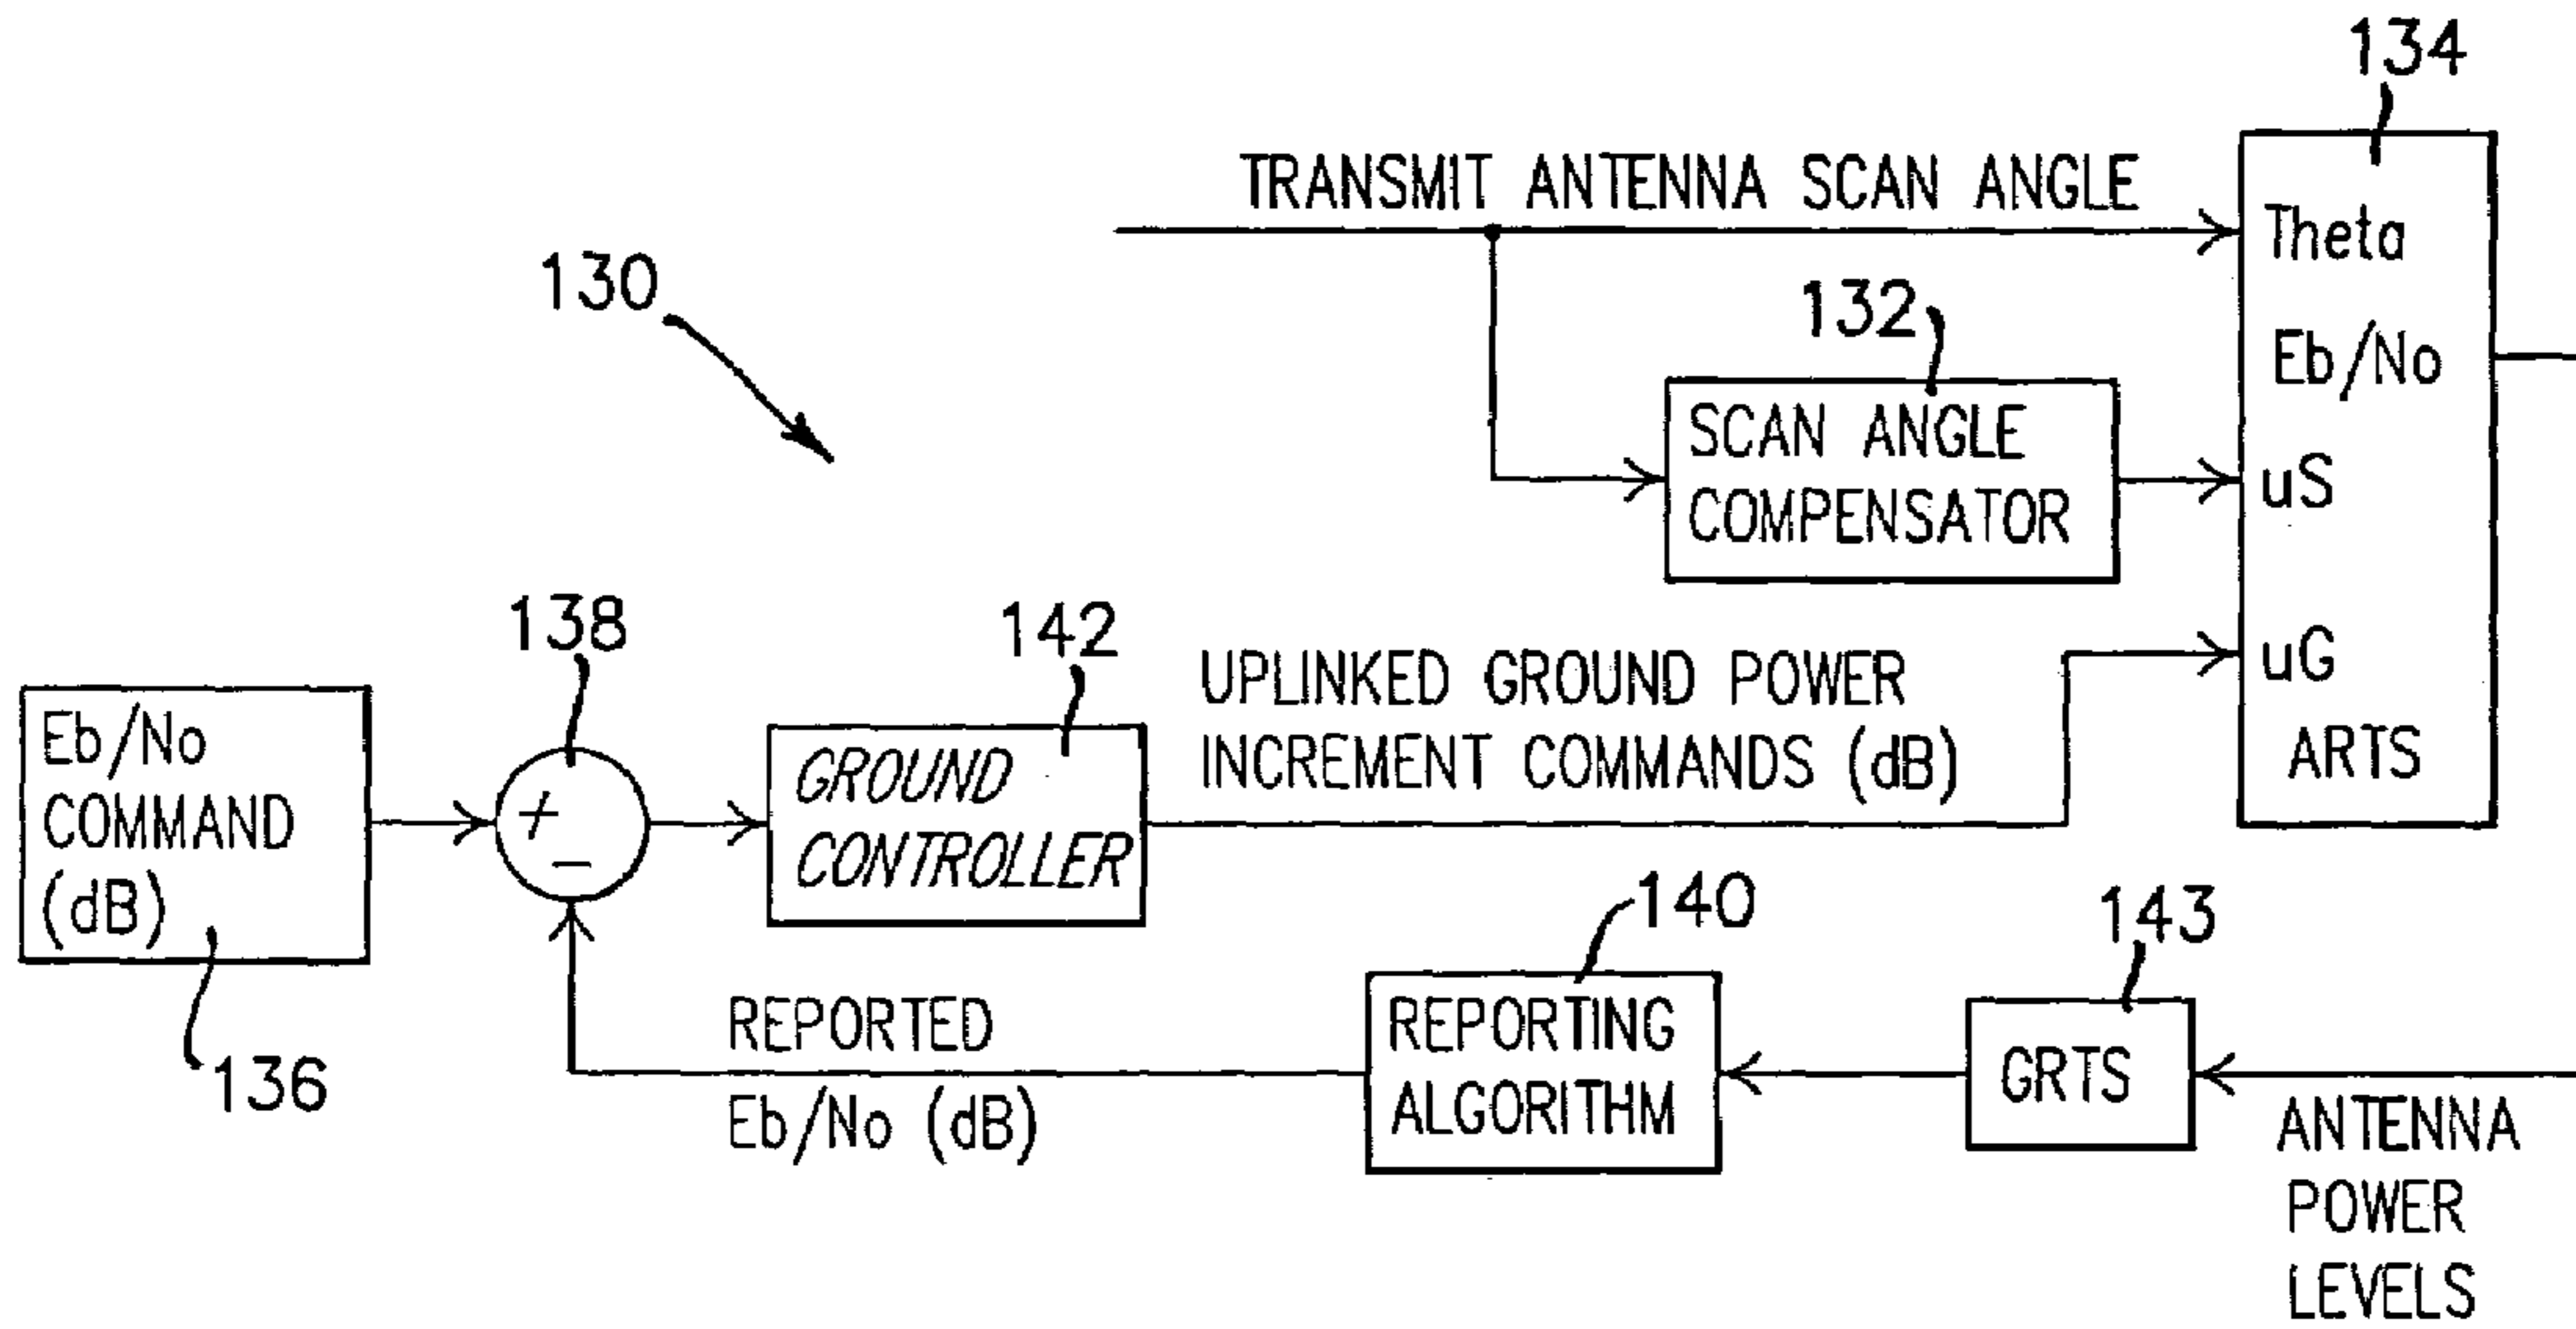 134
TRANSMIT ANTENNA SCAN ANGLE
Theta
130
132
Eb/No
SCAN ANGLE
COMPENSATOR
uS
138
142
UPLINKED GROUND POWER
INCREMENT COMMANDS (dB)
uG
ARTS
Eb/No
COMMAND
(dB)
+
−
GROUND
CONTROLLER
136
140
143
REPORTED
Eb/No (dB)
REPORTING
ALGORITHM
GRTS
ANTENNA
POWER
LEVELS